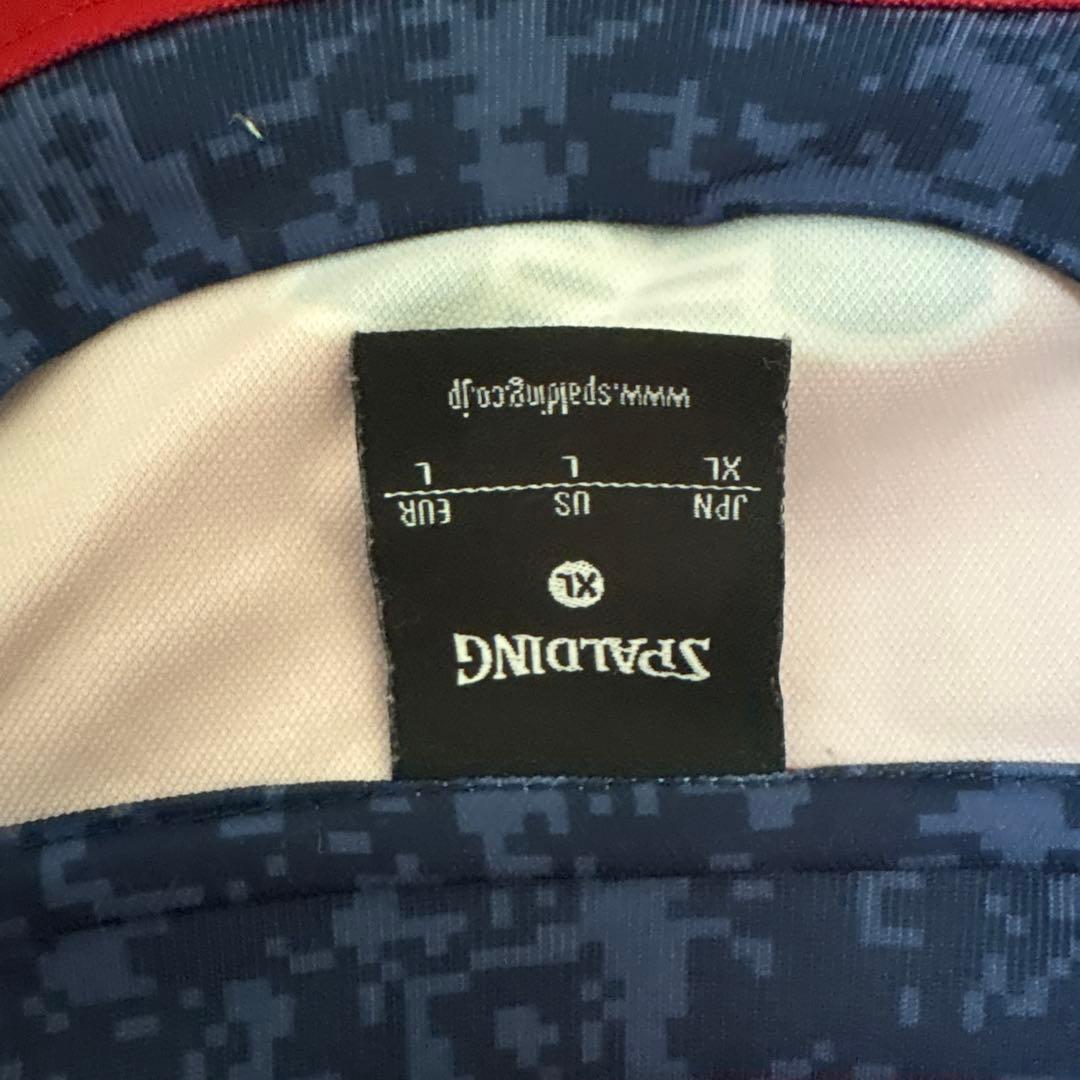 SPALDING
XL
JPN US EUR
XL L L
www.spalding.co.jp